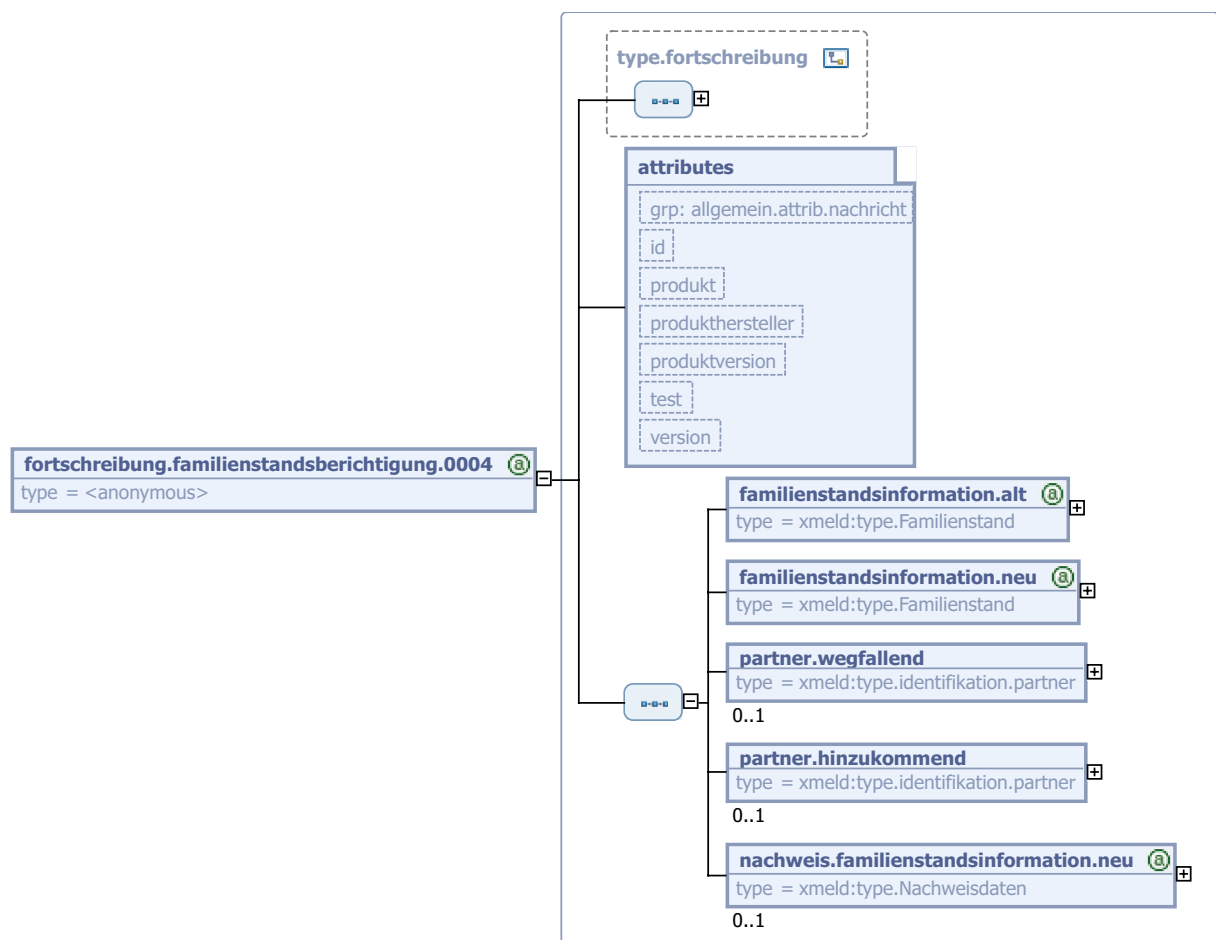 type.fortschreibung
attributes
grp: allgemein.attrib.nachricht
id
produkt
produkthersteller
produktversion
test
version
fortschreibung.familienstandsberichtigung.0004 a
type = <anonymous>
familienstandsinformation.alt a
type = xmeld:type.Familienstand
familienstandsinformation.neu a
type = xmeld:type.Familienstand
partner.wegfallend
type = xmeld:type.identifikation.partner
0..1
partner.hinzukommend
type = xmeld:type.identifikation.partner
0..1
nachweis.familienstandsinformation.neu a
type = xmeld:type.Nachweisdaten
0..1